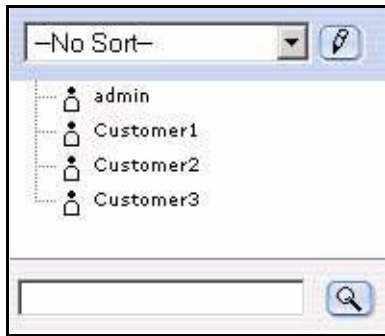 --No Sort--
admin
Customer1
Customer2
Customer3